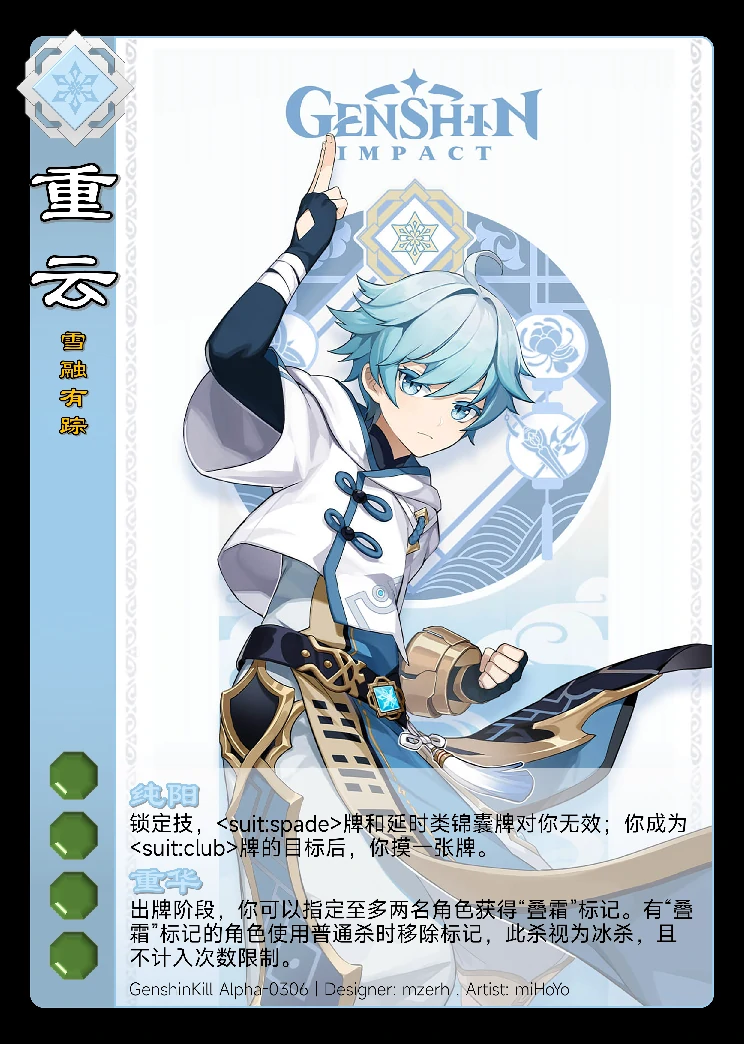 GENSHIN
IMPACT
重云
雪融有踪
纯阳
锁定技，<suit:spade>牌和延时类锦囊牌对你无效；你成为
<suit:club>牌的目标后，你摸一张牌。
重华
出牌阶段，你可以指定至多两名角色获得“叠霜”标记。有“叠
霜”标记的角色使用普通杀时移除标记，此杀视为冰杀，且
不计入次数限制。
GenshinKill Alpha-0306 | Designer: mzerh . Artist: miHoYo